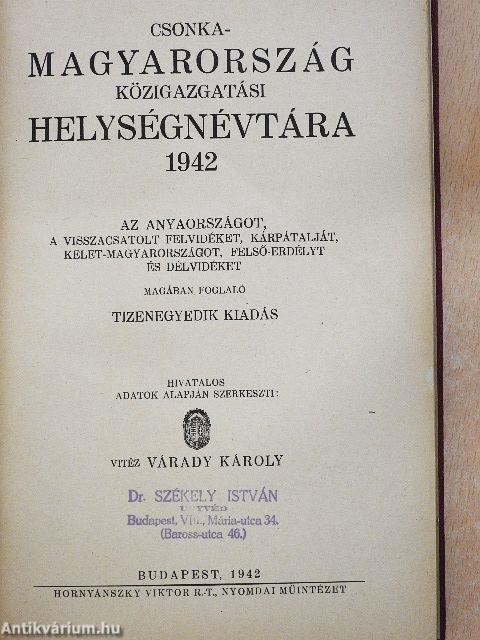 CSONKA-
MAGYARORSZÁG
KÖZIGAZGATÁSI
HELYSÉGNÉVTÁRA
1942
AZ ANYAORSZÁGOT,
A VISSZACSATOLT FELVIDÉKET, KÁRPÁTALJÁT,
KELET-MAGYARORSZÁGOT, FELSŐ-ERDÉLYT
ÉS DÉLVIDÉKET
MAGÁBAN FOGLALÓ
TIZENEGYEDIK KIADÁS
HIVATALOS
ADATOK ALAPJÁN SZERKESZTI:
VITÉZ VÁRADY KÁROLY
Dr. SZÉKELY ISTVÁN
Budapest, VIII., Mária-utca 34.
(Baross-utca 46.)
BUDAPEST, 1942
HORNYÁNSZKY VIKTOR R.-T., NYOMDAI MŰINTÉZET
Antikvárium.hu